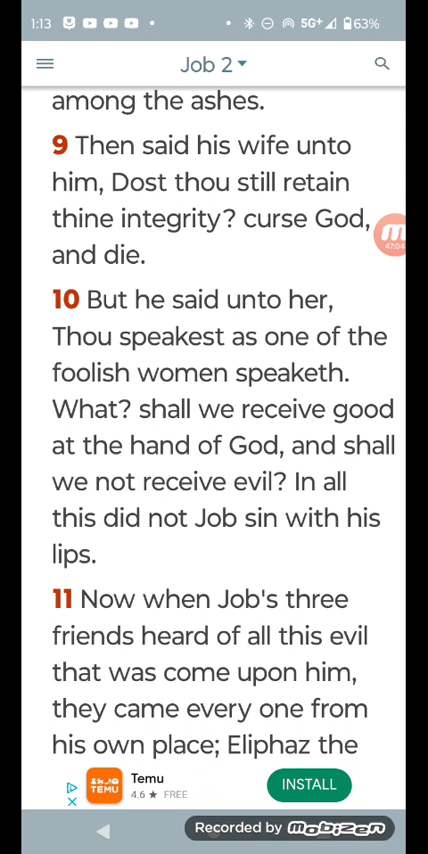 1:13 5G+ 63%
Job 2
among the ashes.
9 Then said his wife unto
him, Dost thou still retain
thine integrity? curse God,
and die.
47:04
10 But he said unto her,
Thou speakest as one of the
foolish women speaketh.
What? shall we receive good
at the hand of God, and shall
we not receive evil? In all
this did not Job sin with his
lips.
11 Now when Job's three
friends heard of all this evil
that was come upon him,
they came every one from
his own place; Eliphaz the
TEMU
Temu
4.6 ★ FREE
INSTALL
Recorded by mobizen